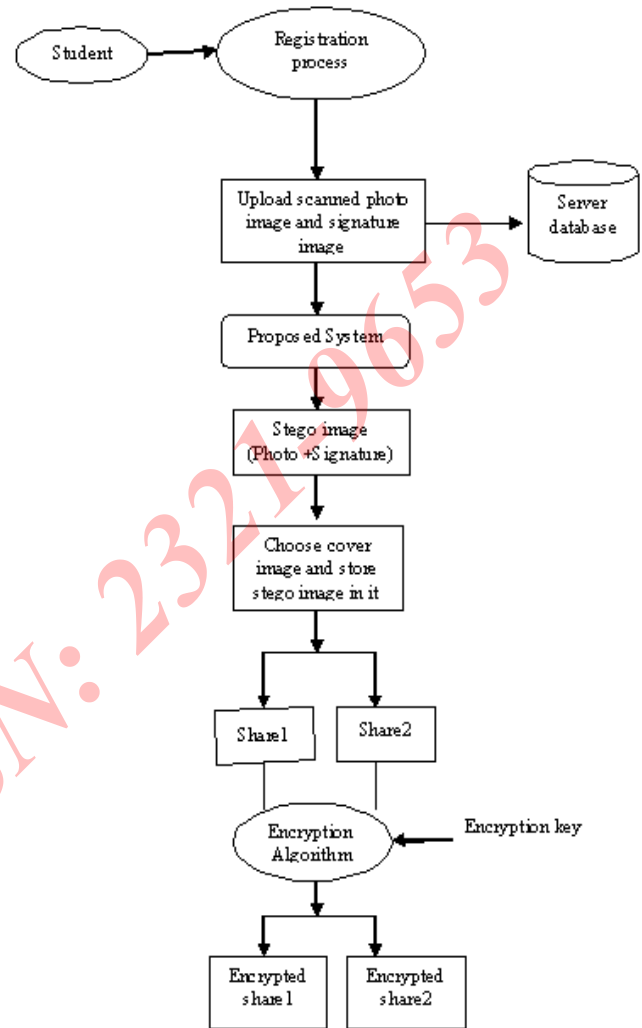 Student
Registration
process
Upload scanned photo
image and signature
image
Server
database
Proposed System
Stego image
(Photo +Signature)
Choose cover
image and store
stego image in it
Share1
Share2
Encryption
Algorithm
Encryption key
Encrypted
share1
Encrypted
share2
N: 2321-9653